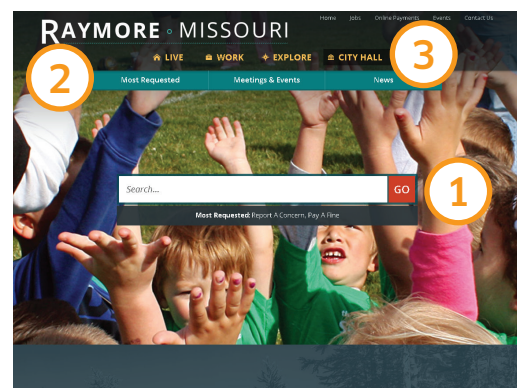 Home Jobs Online Payments Events Contact Us
RAYMORE ◦ MISSOURI
LIVE WORK EXPLORE CITY HALL
3
2
Most Requested Meetings & Events News
Search... GO
1
Most Requested: Report A Concern, Pay A Fine